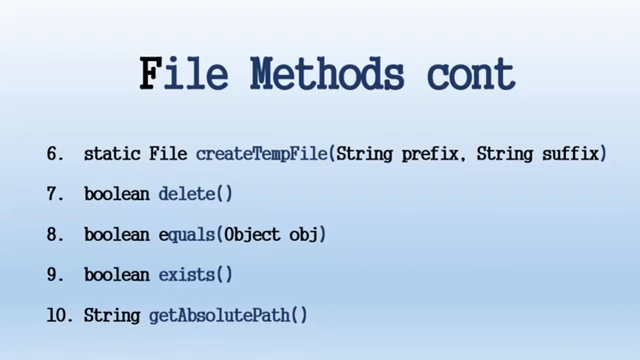 File Methods cont
6. static File createTempFile(String prefix, String suffix)
7. boolean delete()
8. boolean equals(Object obj)
9. boolean exists()
10. String getAbsolutePath()